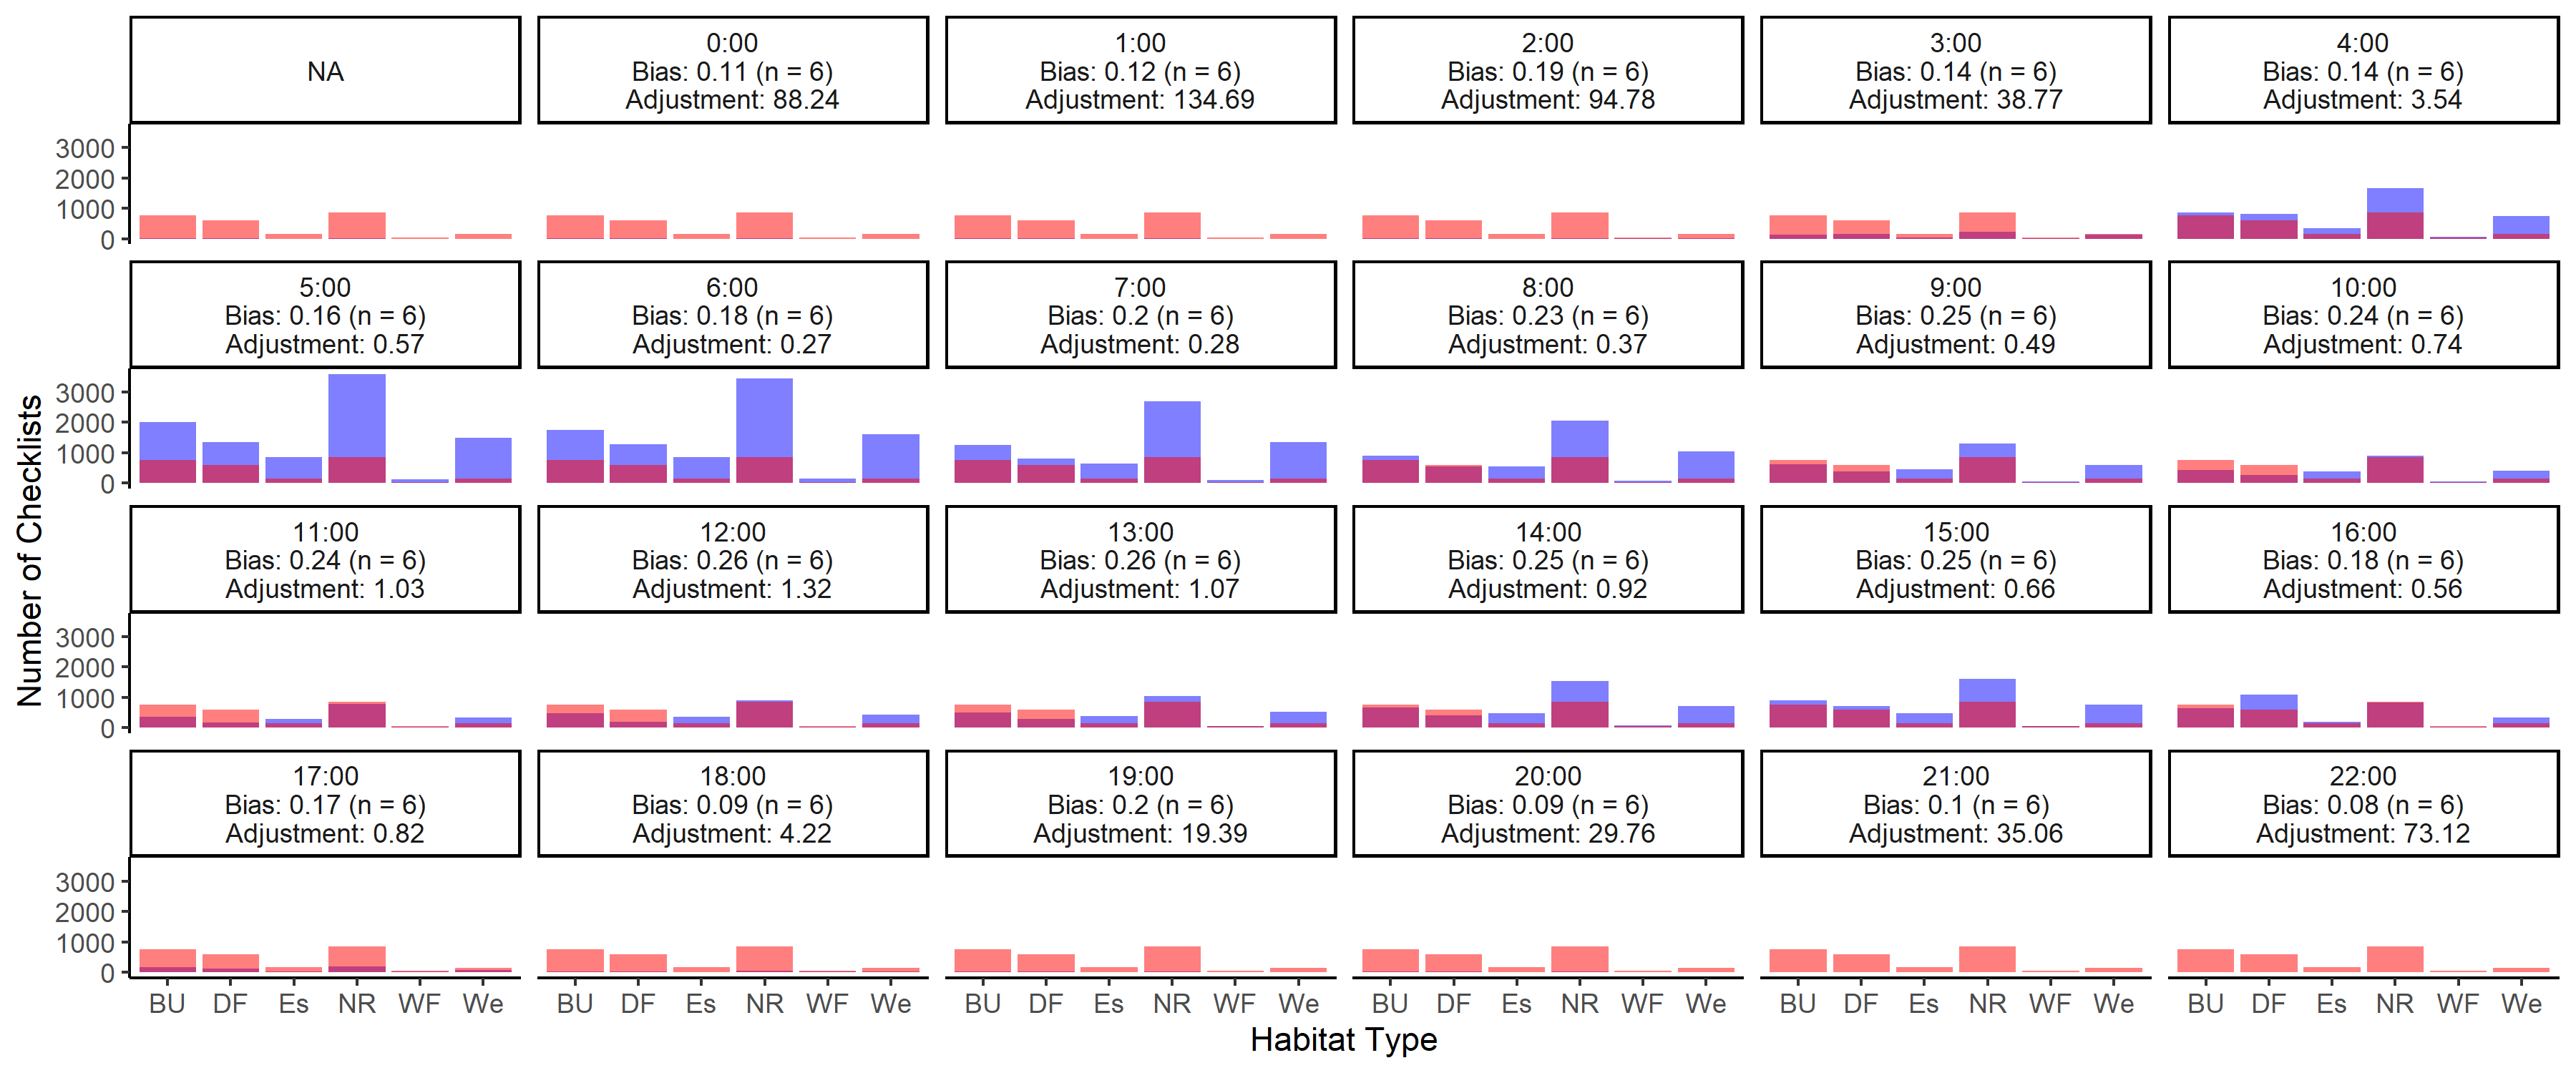 NA
0:00
Bias: 0.11 (n = 6)
Adjustment: 88.24
1:00
Bias: 0.12 (n = 6)
Adjustment: 134.69
2:00
Bias: 0.19 (n = 6)
Adjustment: 94.78
3:00
Bias: 0.14 (n = 6)
Adjustment: 38.77
4:00
Bias: 0.14 (n = 6)
Adjustment: 3.54
3000
2000
1000
0
5:00
Bias: 0.16 (n = 6)
Adjustment: 0.57
6:00
Bias: 0.18 (n = 6)
Adjustment: 0.27
7:00
Bias: 0.2 (n = 6)
Adjustment: 0.28
8:00
Bias: 0.23 (n = 6)
Adjustment: 0.37
9:00
Bias: 0.25 (n = 6)
Adjustment: 0.49
10:00
Bias: 0.24 (n = 6)
Adjustment: 0.74
3000
2000
1000
0
Number of Checklists
11:00
Bias: 0.24 (n = 6)
Adjustment: 1.03
12:00
Bias: 0.26 (n = 6)
Adjustment: 1.32
13:00
Bias: 0.26 (n = 6)
Adjustment: 1.07
14:00
Bias: 0.25 (n = 6)
Adjustment: 0.92
15:00
Bias: 0.25 (n = 6)
Adjustment: 0.66
16:00
Bias: 0.18 (n = 6)
Adjustment: 0.56
3000
2000
1000
0
17:00
Bias: 0.17 (n = 6)
Adjustment: 0.82
18:00
Bias: 0.09 (n = 6)
Adjustment: 4.22
19:00
Bias: 0.2 (n = 6)
Adjustment: 19.39
20:00
Bias: 0.09 (n = 6)
Adjustment: 29.76
21:00
Bias: 0.1 (n = 6)
Adjustment: 35.06
22:00
Bias: 0.08 (n = 6)
Adjustment: 73.12
3000
2000
1000
0
BU DF Es NR WF We
BU DF Es NR WF We
BU DF Es NR WF We
BU DF Es NR WF We
BU DF Es NR WF We
BU DF Es NR WF We
Habitat Type